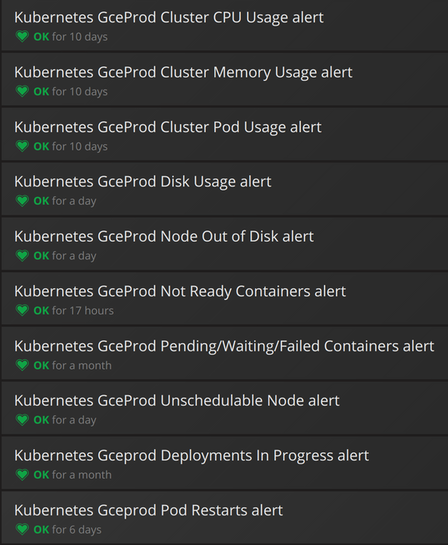 Kubernetes GceProd Cluster CPU Usage alert
OK for 10 days
Kubernetes GceProd Cluster Memory Usage alert
OK for 10 days
Kubernetes GceProd Cluster Pod Usage alert
OK for 10 days
Kubernetes GceProd Disk Usage alert
OK for a day
Kubernetes GceProd Node Out of Disk alert
OK for a day
Kubernetes GceProd Not Ready Containers alert
OK for 17 hours
Kubernetes GceProd Pending/Waiting/Failed Containers alert
OK for a month
Kubernetes GceProd Unschedulable Node alert
OK for a day
Kubernetes Gceprod Deployments In Progress alert
OK for a month
Kubernetes Gceprod Pod Restarts alert
OK for 6 days